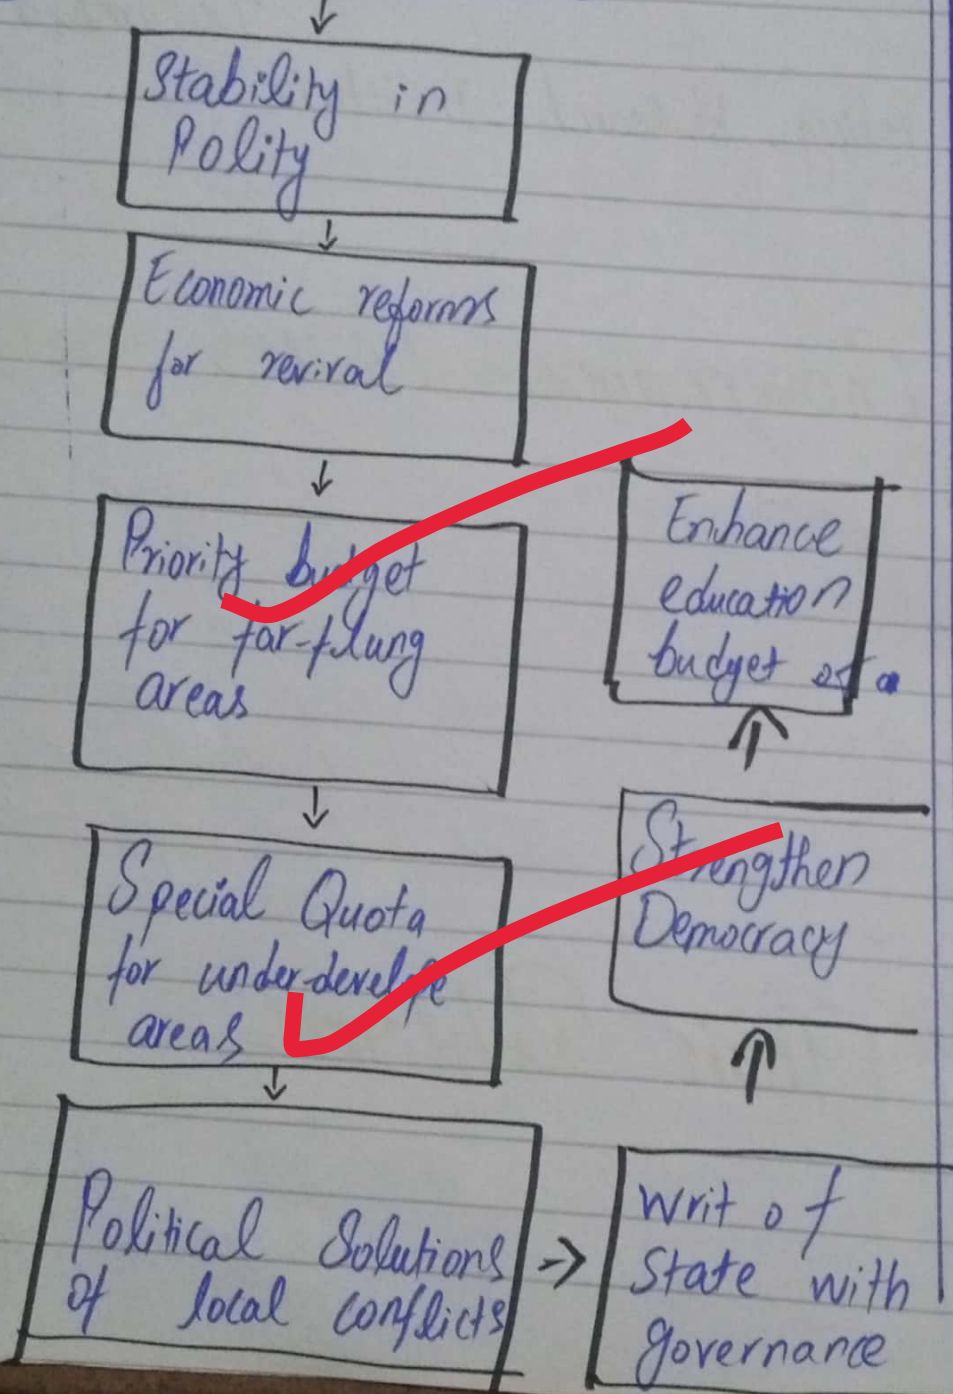 Stability in
Polity
Economic reforms
for revival
Priority budget
for far-flung
areas
Special Quota
for under-develpe
areas
Political Solutions
of local conflicts
Writ of
State with
governance
Strengthen
Democracy
Enhance
education
budget